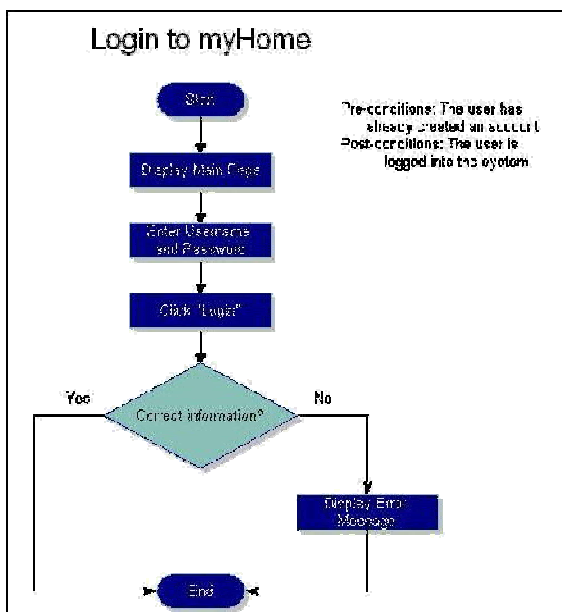 Login to myHome
Start
Pre-conditions: The user has
already created an account
Post-conditions: The user is
logged into the system
Display Main Page
Enter Username
and Password
Click "Login"
Yes
No
Correct information?
Display Error
Message
End